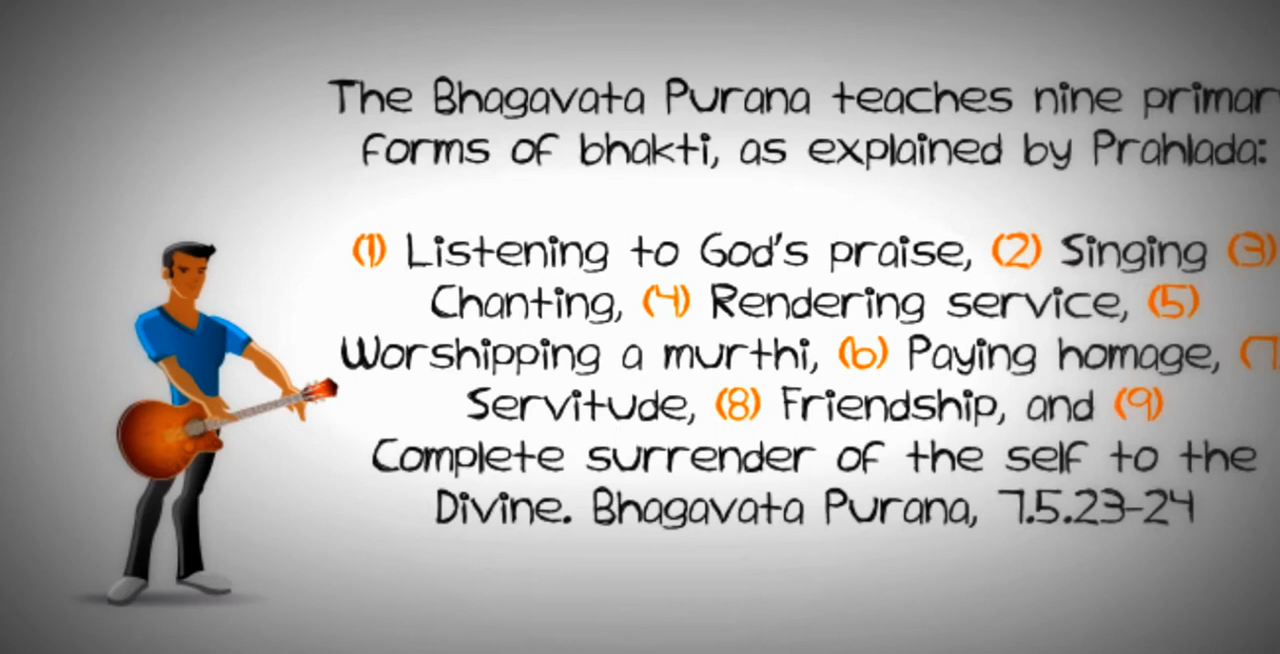 The Bhagavata Purana teaches nine primar
forms of bhakti, as explained by Prahlada:
(1) Listening to God's praise, (2) Singing (3)
Chanting, (4) Rendering service, (5)
Worshipping a murthi, (6) Paying homage, (7
Servitude, (8) Friendship, and (9)
Complete surrender of the self to the
Divine. Bhagavata Purana, 7.5.23-24